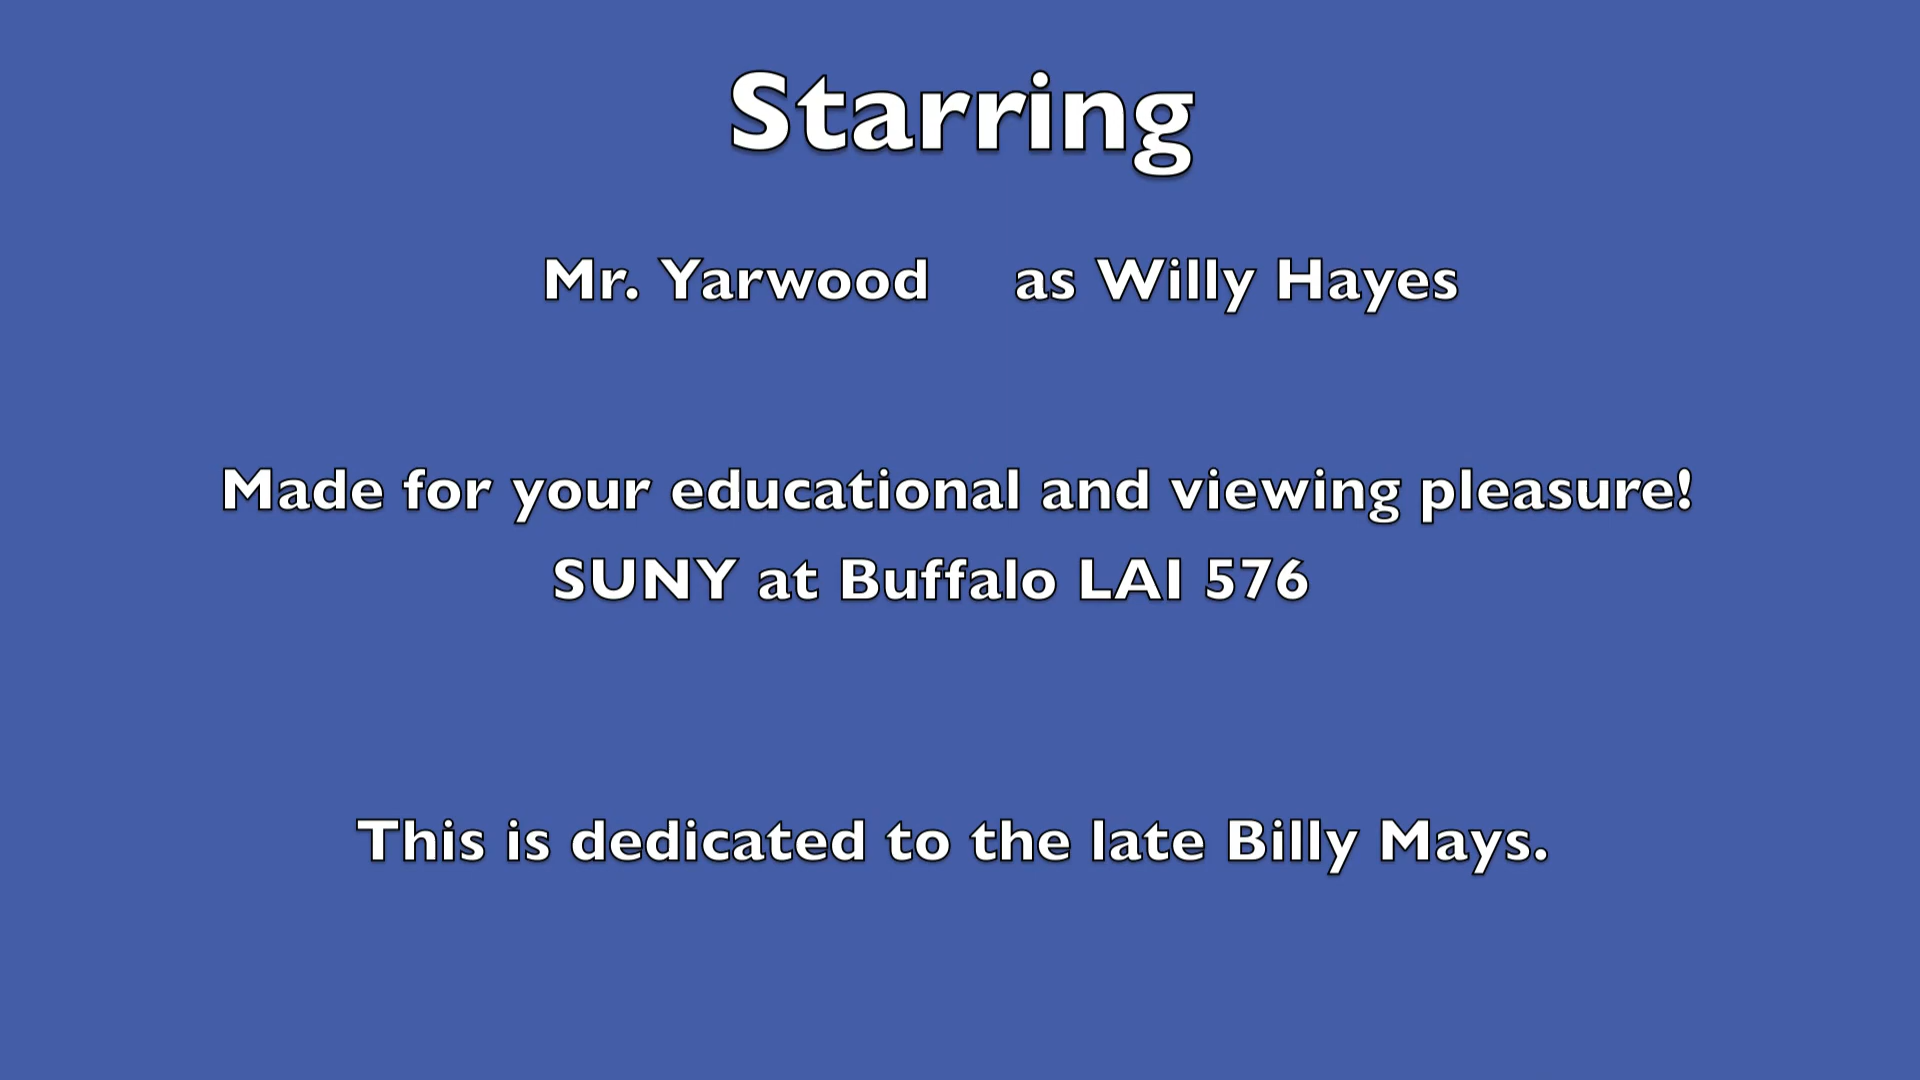 Starring
Mr. Yarwood as Willy Hayes
Made for your educational and viewing pleasure!
SUNY at Buffalo LAI 576
This is dedicated to the late Billy Mays.